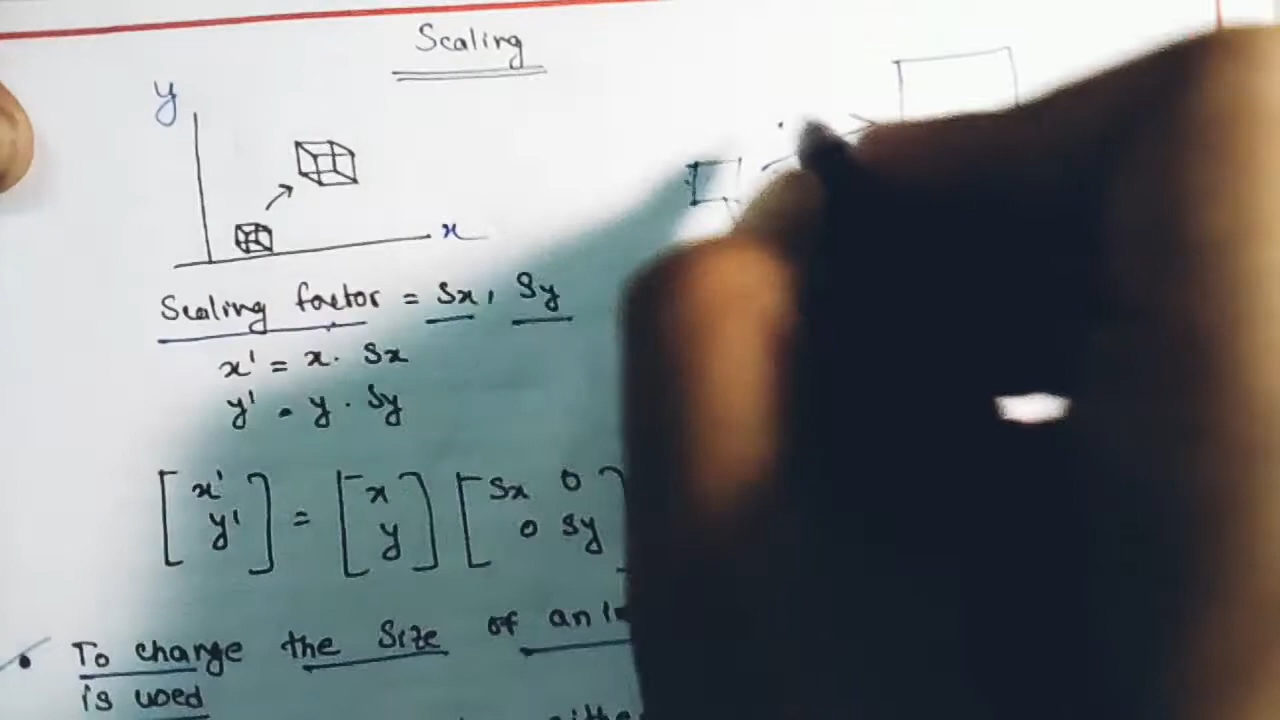 Scaling
y
x
Scaling factor = Sx, Sy
x' = x. Sx
y' = y . Sy
[x' y'] = [x y] [Sx 0
0 Sy
• To change the Size of an
is used